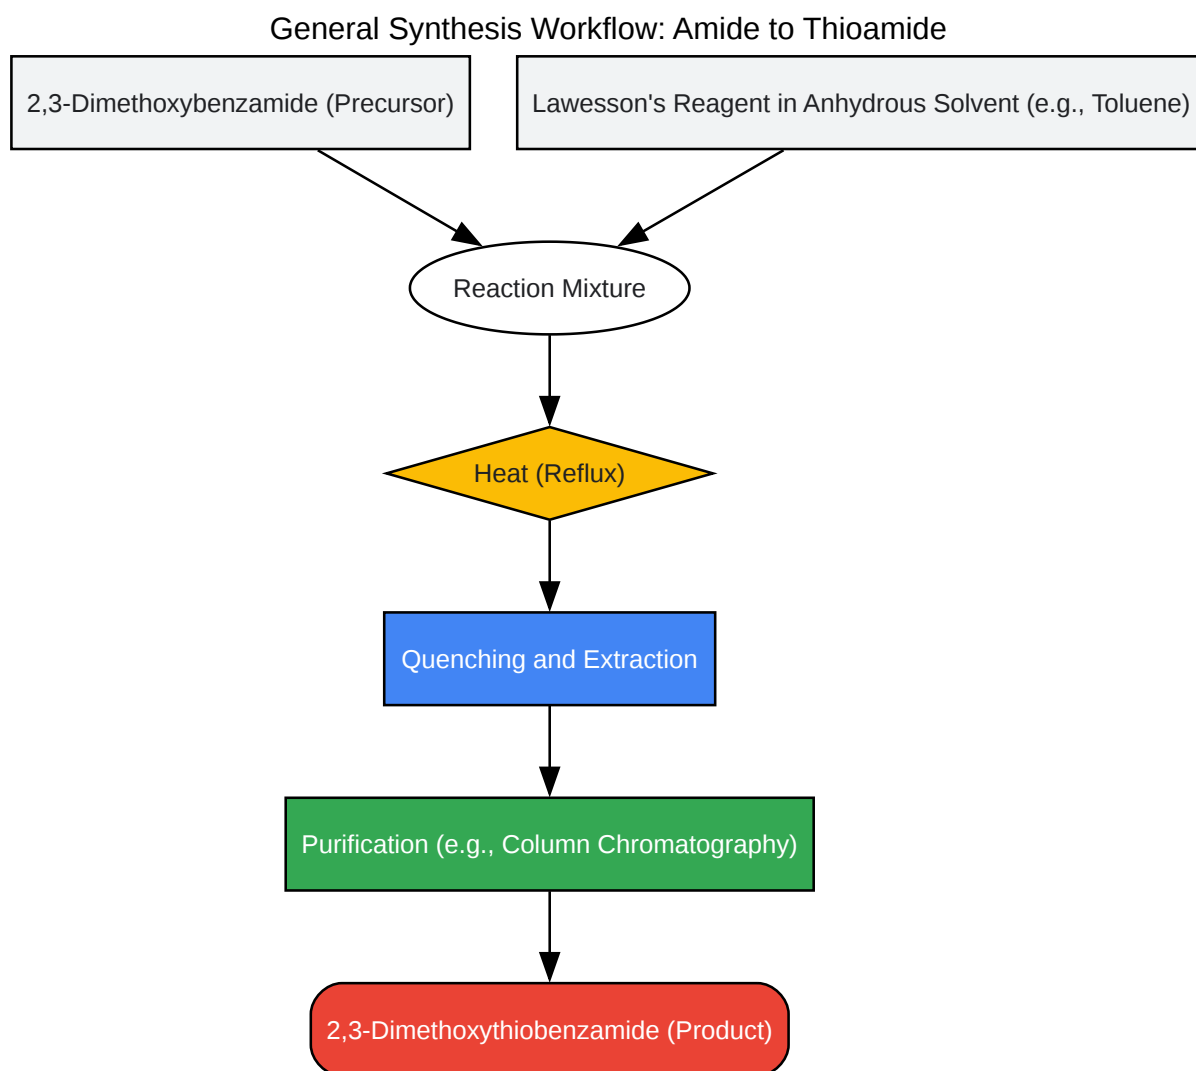 General Synthesis Workflow: Amide to Thioamide
2,3-Dimethoxybenzamide (Precursor)
Lawesson's Reagent in Anhydrous Solvent (e.g., Toluene)
Reaction Mixture
Heat (Reflux)
Quenching and Extraction
Purification (e.g., Column Chromatography)
2,3-Dimethoxythiobenzamide (Product)